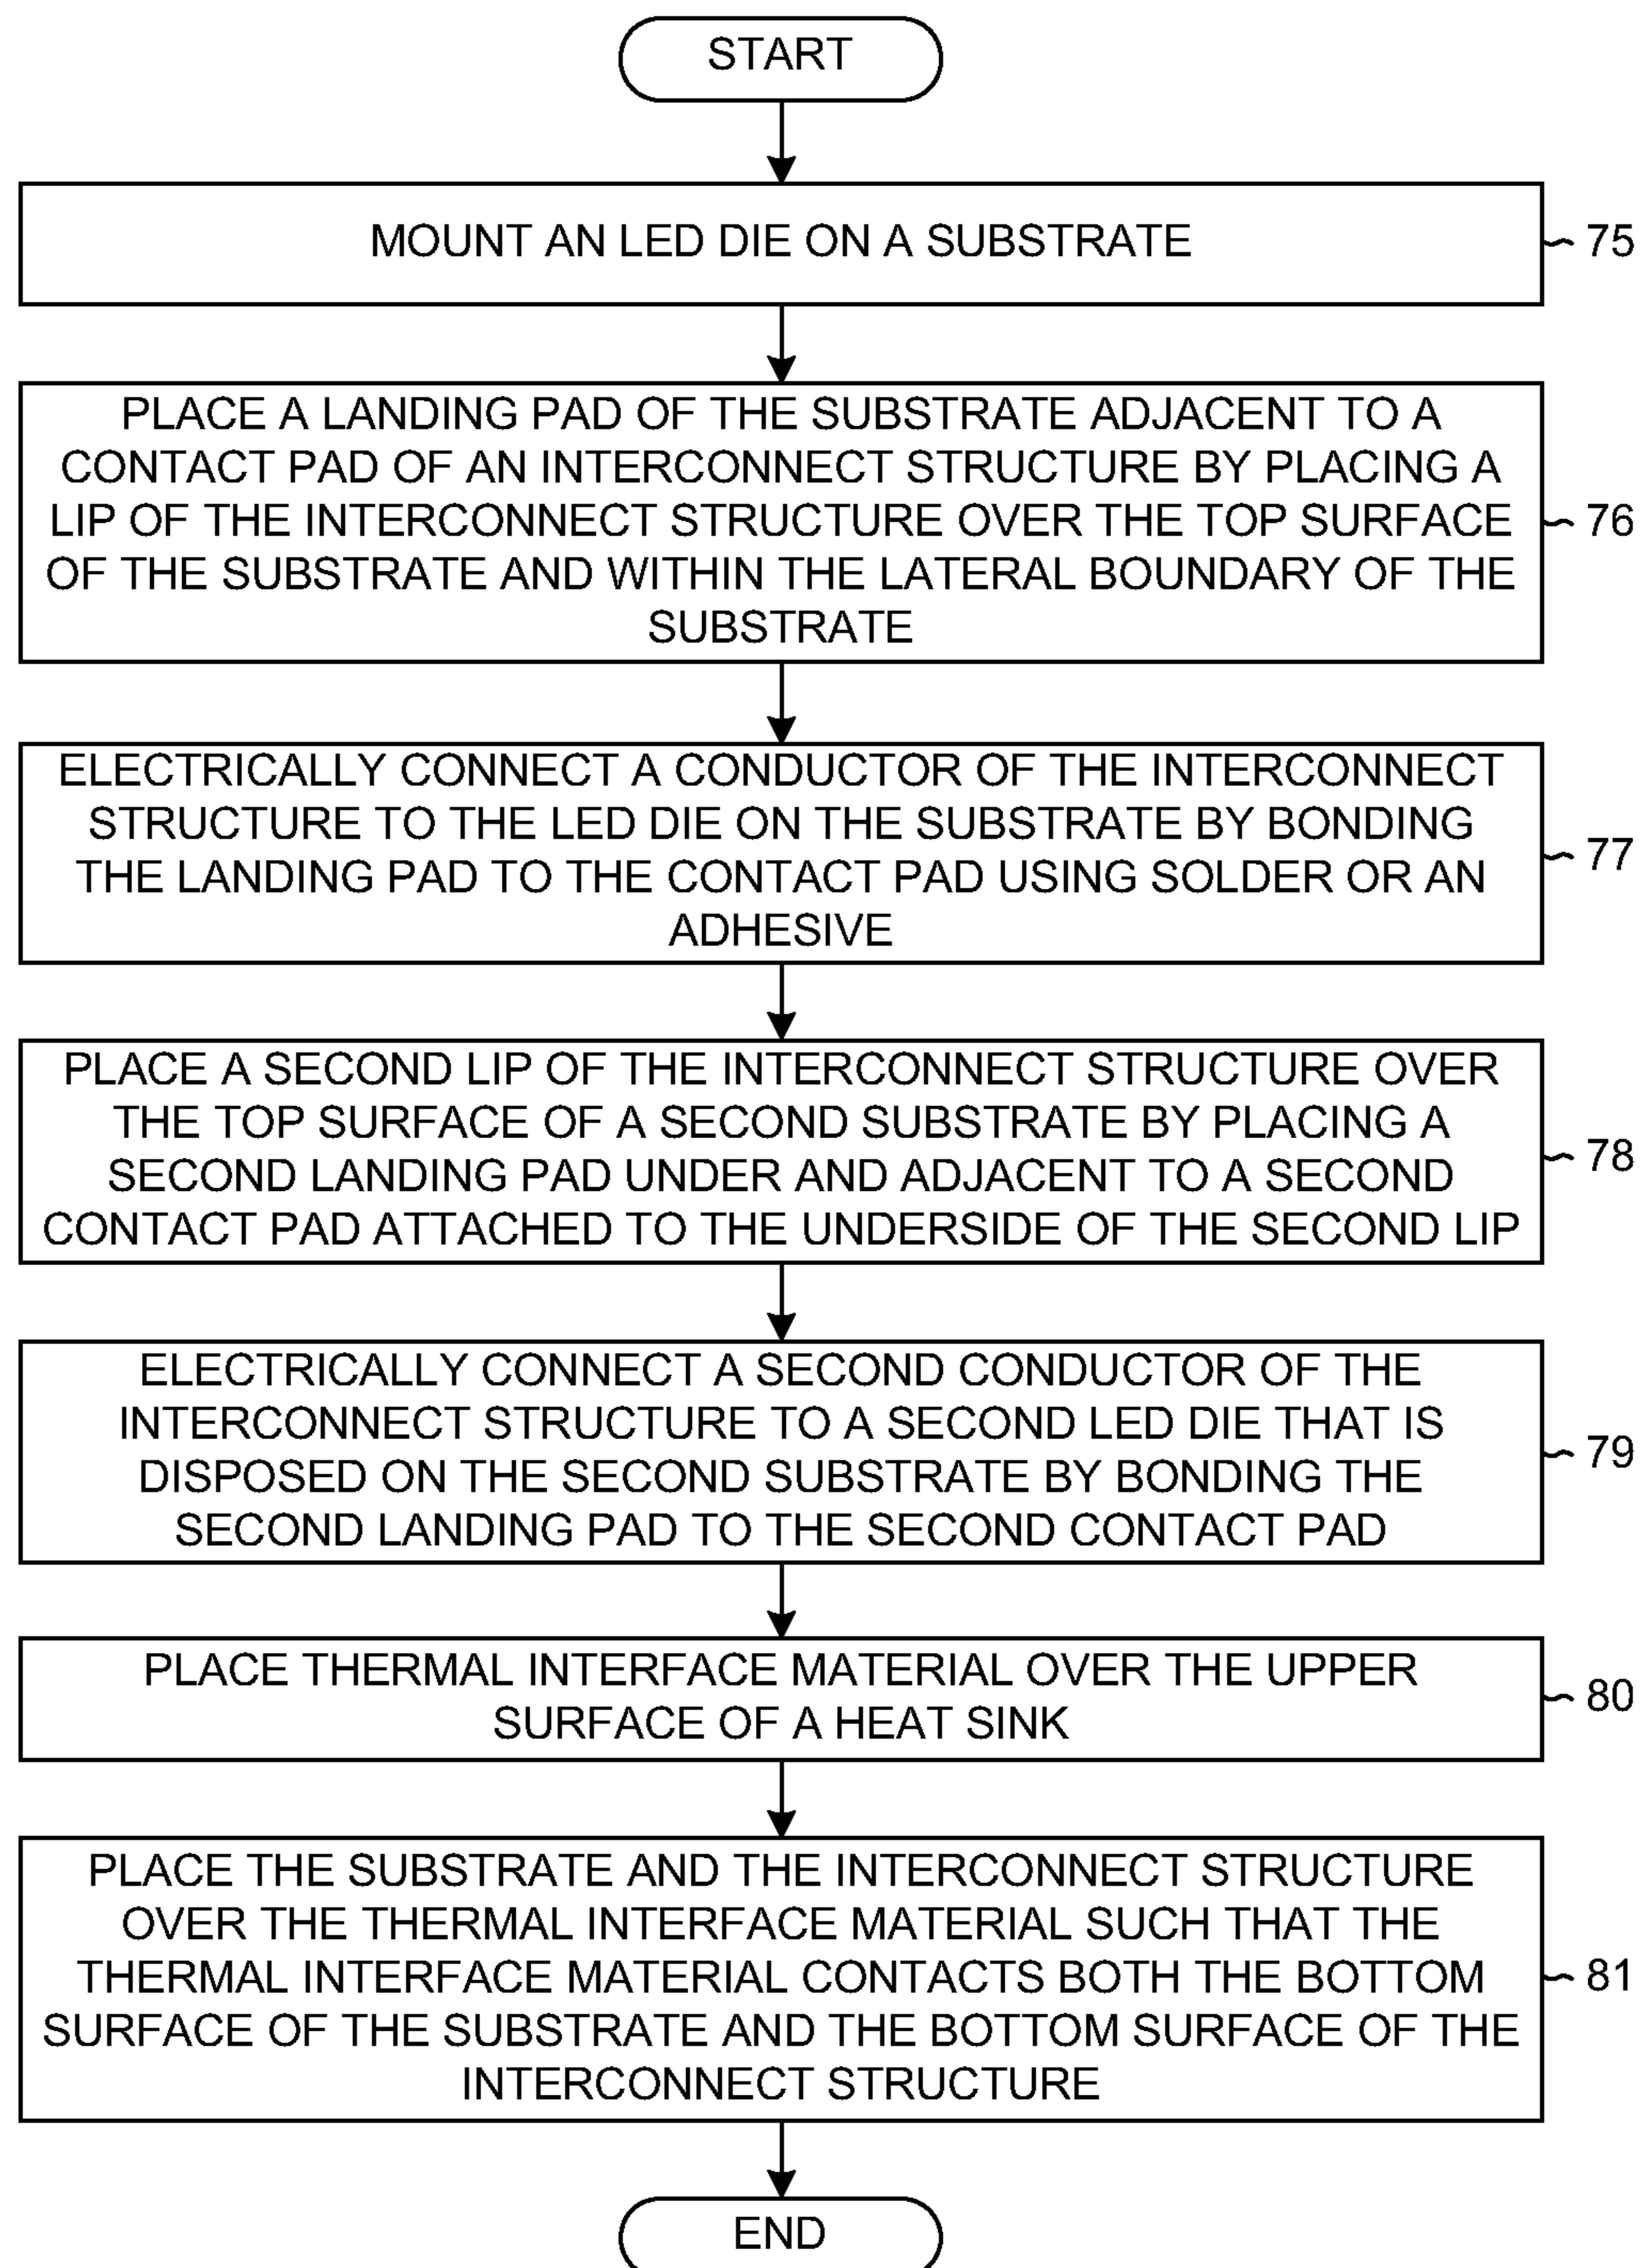 START
MOUNT AN LED DIE ON A SUBSTRATE
75
PLACE A LANDING PAD OF THE SUBSTRATE ADJACENT TO A
CONTACT PAD OF AN INTERCONNECT STRUCTURE BY PLACING A
LIP OF THE INTERCONNECT STRUCTURE OVER THE TOP SURFACE
OF THE SUBSTRATE AND WITHIN THE LATERAL BOUNDARY OF THE
SUBSTRATE
76
ELECTRICALLY CONNECT A CONDUCTOR OF THE INTERCONNECT
STRUCTURE TO THE LED DIE ON THE SUBSTRATE BY BONDING
THE LANDING PAD TO THE CONTACT PAD USING SOLDER OR AN
ADHESIVE
77
PLACE A SECOND LIP OF THE INTERCONNECT STRUCTURE OVER
THE TOP SURFACE OF A SECOND SUBSTRATE BY PLACING A
SECOND LANDING PAD UNDER AND ADJACENT TO A SECOND
CONTACT PAD ATTACHED TO THE UNDERSIDE OF THE SECOND LIP
78
ELECTRICALLY CONNECT A SECOND CONDUCTOR OF THE
INTERCONNECT STRUCTURE TO A SECOND LED DIE THAT IS
DISPOSED ON THE SECOND SUBSTRATE BY BONDING THE
SECOND LANDING PAD TO THE SECOND CONTACT PAD
79
PLACE THERMAL INTERFACE MATERIAL OVER THE UPPER
SURFACE OF A HEAT SINK
80
PLACE THE SUBSTRATE AND THE INTERCONNECT STRUCTURE
OVER THE THERMAL INTERFACE MATERIAL SUCH THAT THE
THERMAL INTERFACE MATERIAL CONTACTS BOTH THE BOTTOM
SURFACE OF THE SUBSTRATE AND THE BOTTOM SURFACE OF THE
INTERCONNECT STRUCTURE
81
END